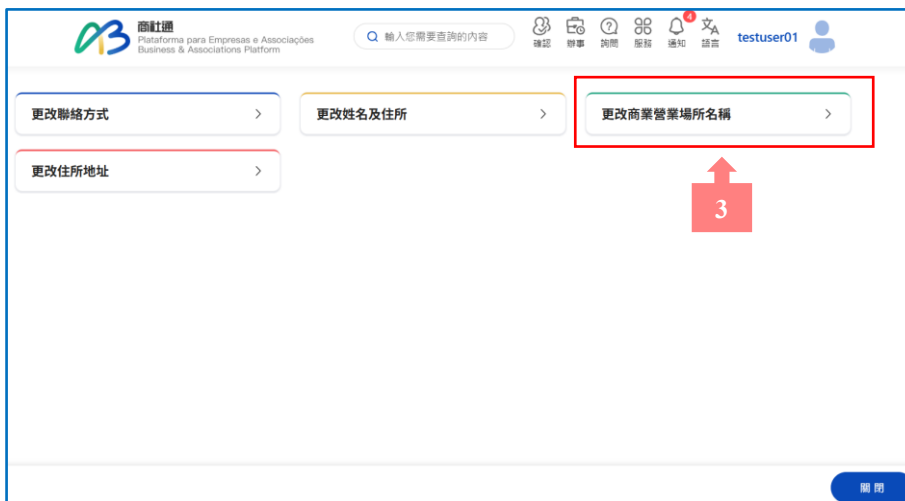 商社通
Plataforma para Empresas e Associações
Business & Associations Platform
輸入您需要查詢的內容
確認
辦事
詢問
服務
4
通知
文A
語言
testuser01
更改聯絡方式
更改姓名及住所
更改商業營業場所名稱
更改住所地址
3
關閉